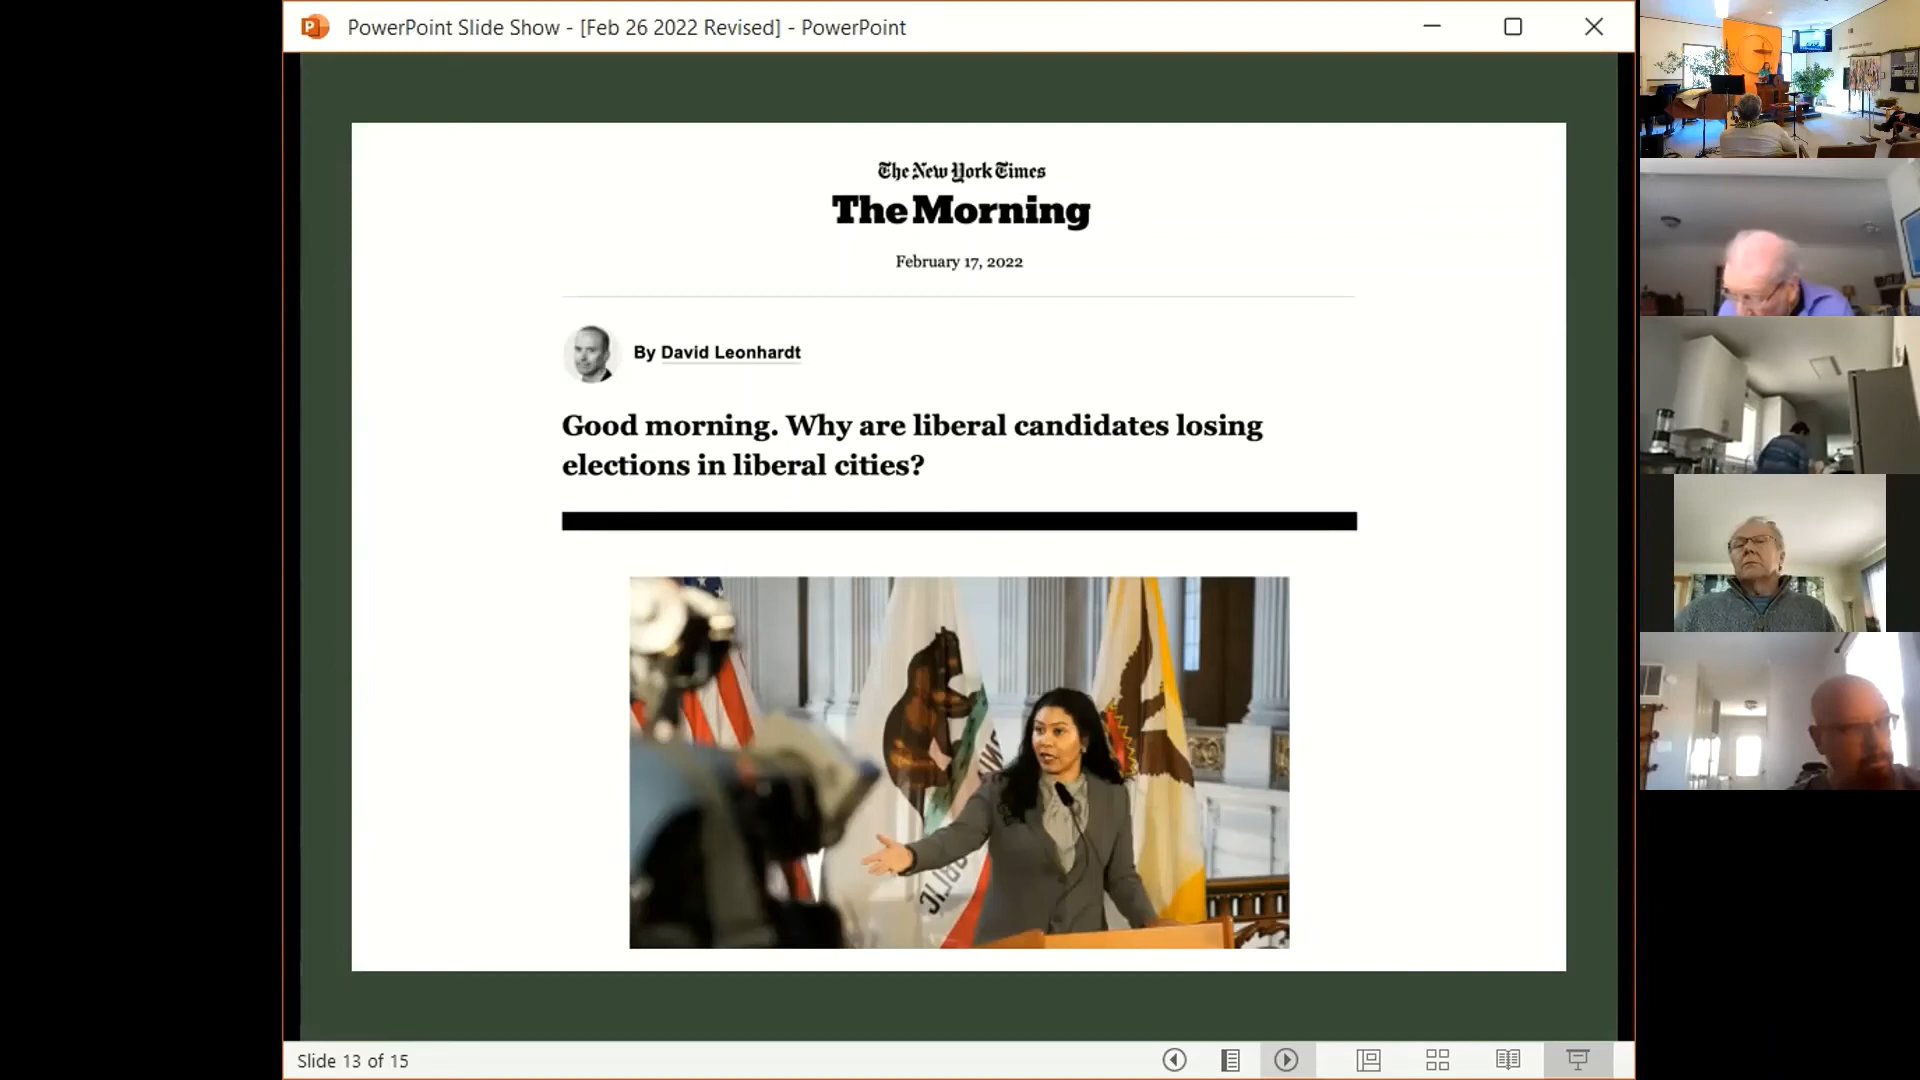 PowerPoint Slide Show - [Feb 26 2022 Revised] - PowerPoint
The New York Times
The Morning
February 17, 2022
By David Leonhardt
Good morning. Why are liberal candidates losing
elections in liberal cities?
Slide 13 of 15